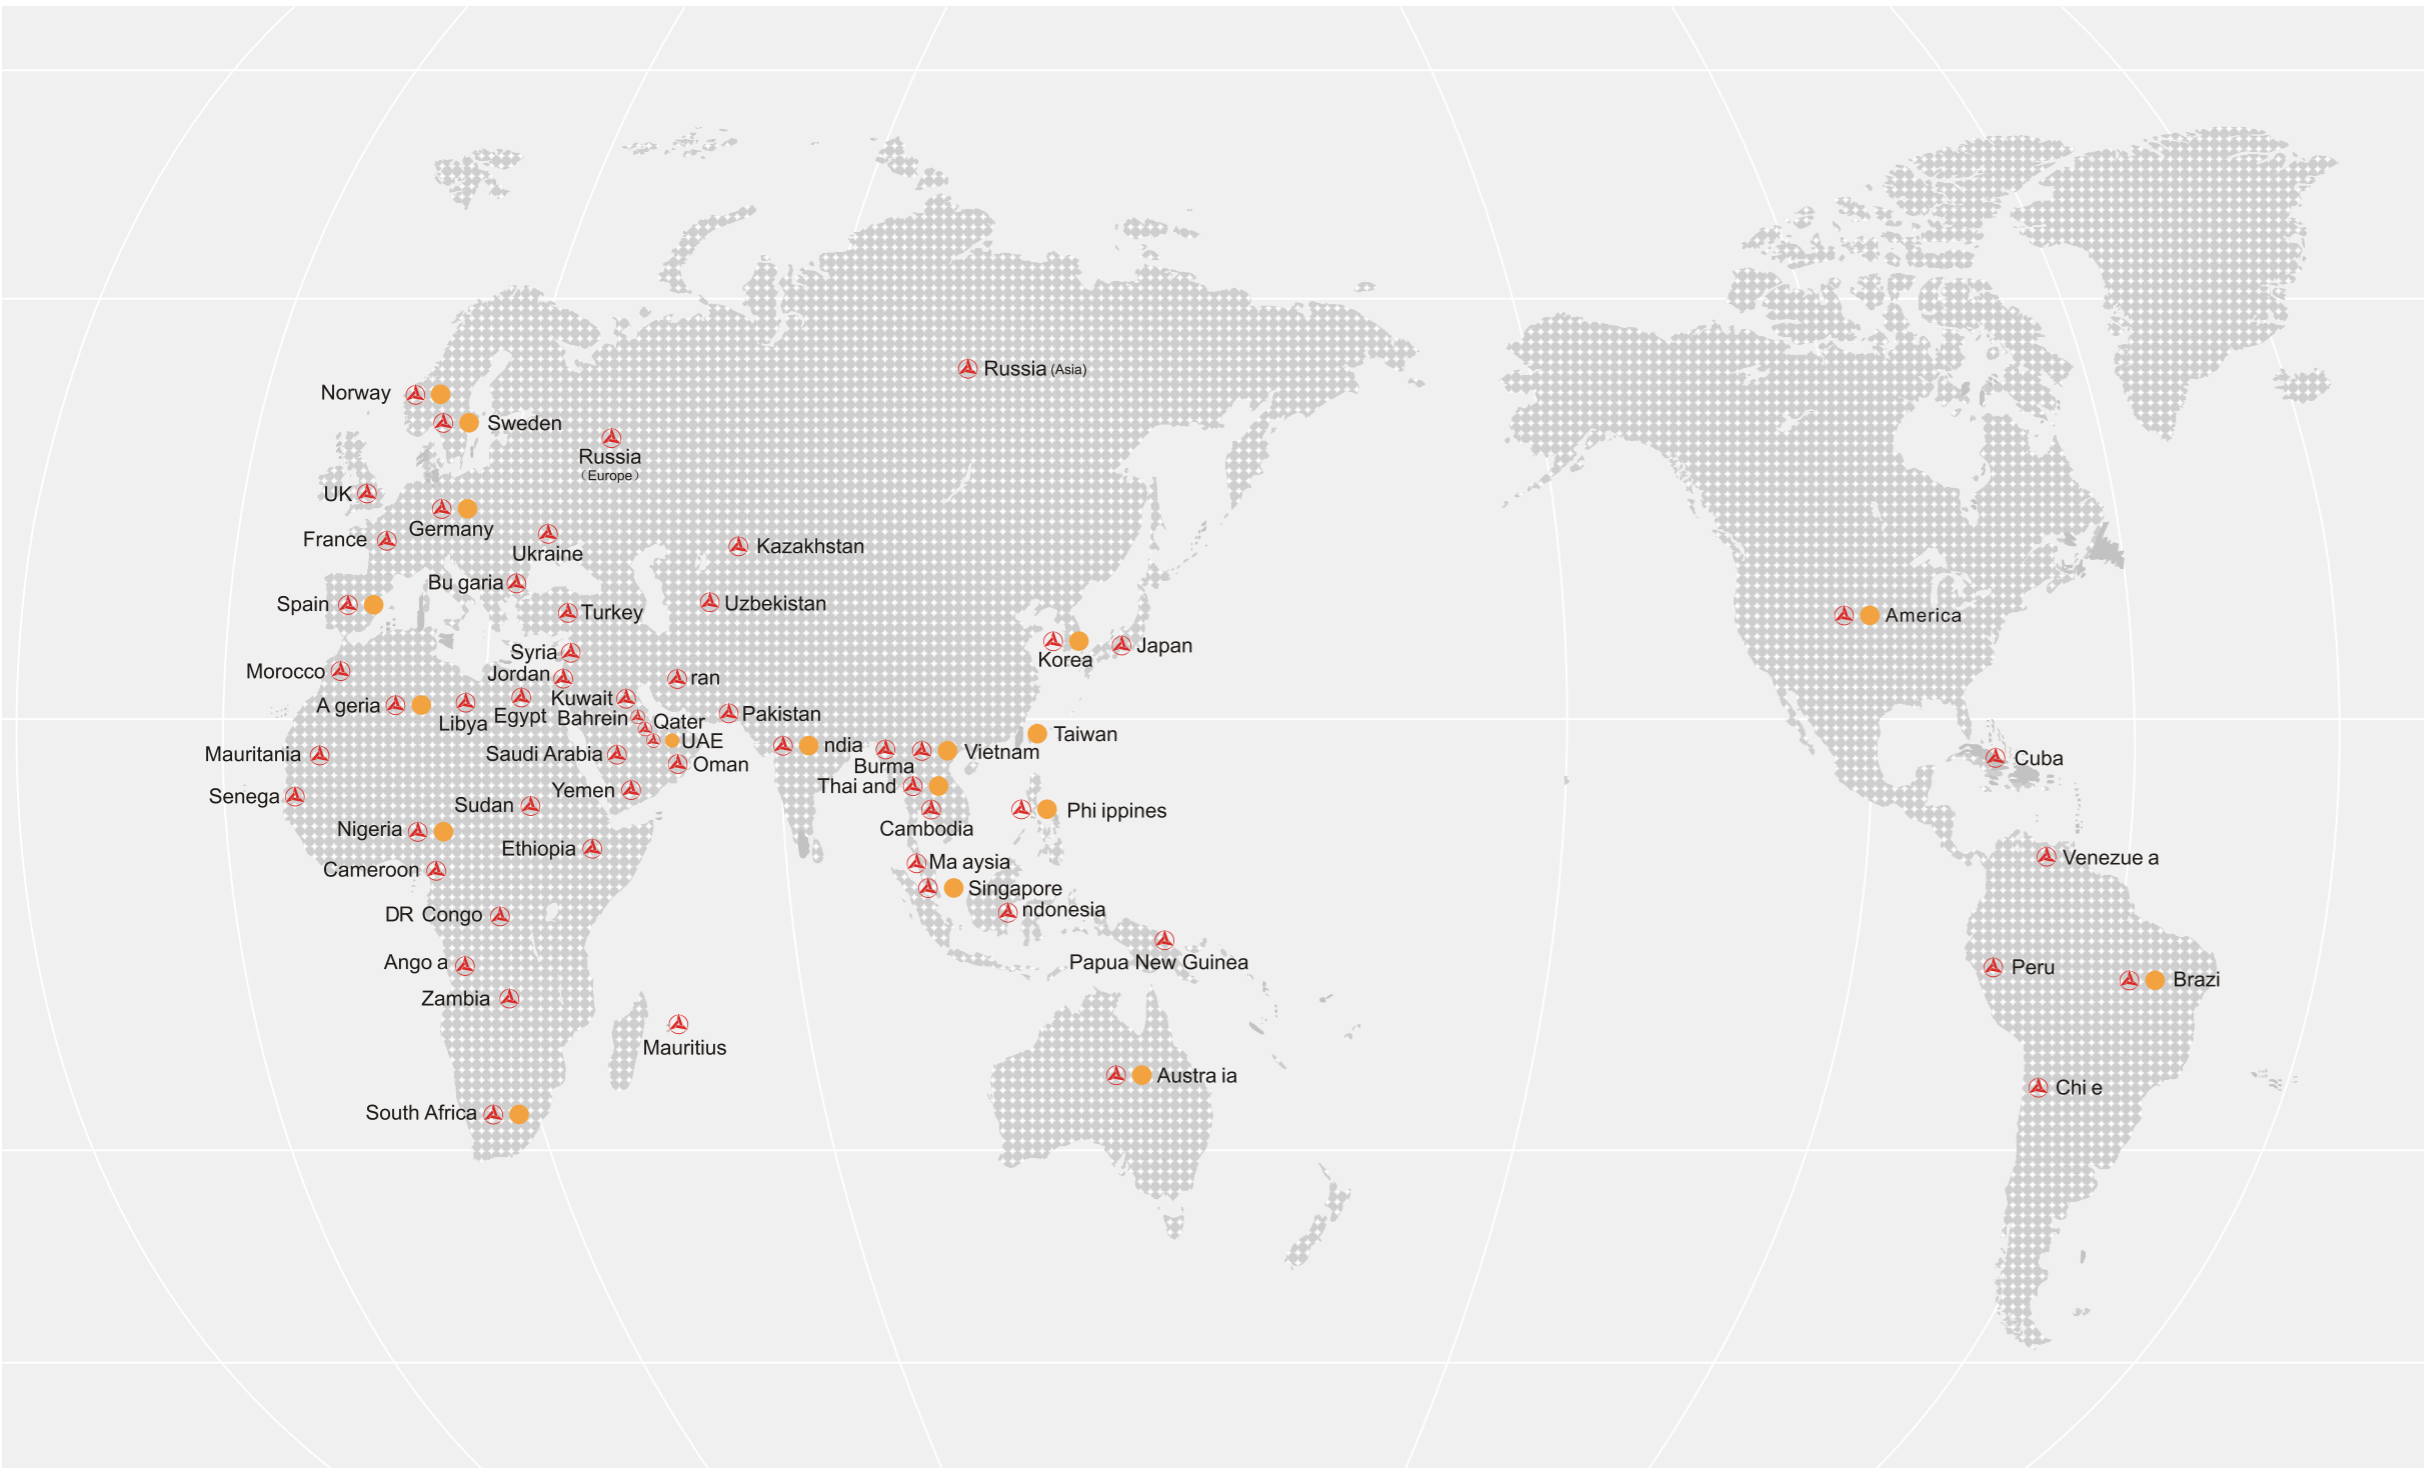 Russia (Asia)
Norway
Sweden
Russia
（Europe）
UK
Germany
France
Ukraine
Kazakhstan
Bu garia
Spain
Uzbekistan
Turkey
America
Korea
Japan
Syria
Morocco
Jordan
ran
Kuwait
A geria
Libya
Egypt
Bahrein
Qater
Pakistan
UAE
Taiwan
ndia
Vietnam
Mauritania
Saudi Arabia
Oman
Burma
Cuba
Thai and
Yemen
Senega
Sudan
Phi ippines
Nigeria
Cambodia
Ethiopia
Ma aysia
Venezue a
Cameroon
Singapore
ndonesia
DR Congo
Ango a
Papua New Guinea
Peru
Brazi
Zambia
Mauritius
Austra ia
Chi e
South Africa